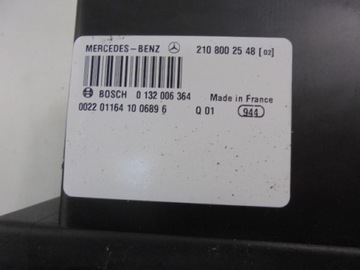 MERCEDES-BENZ 210 800 25 48 [02]
BOSCH 0 132 006 364 Made in France
0022 01164 10 0689 6 Q 01 944